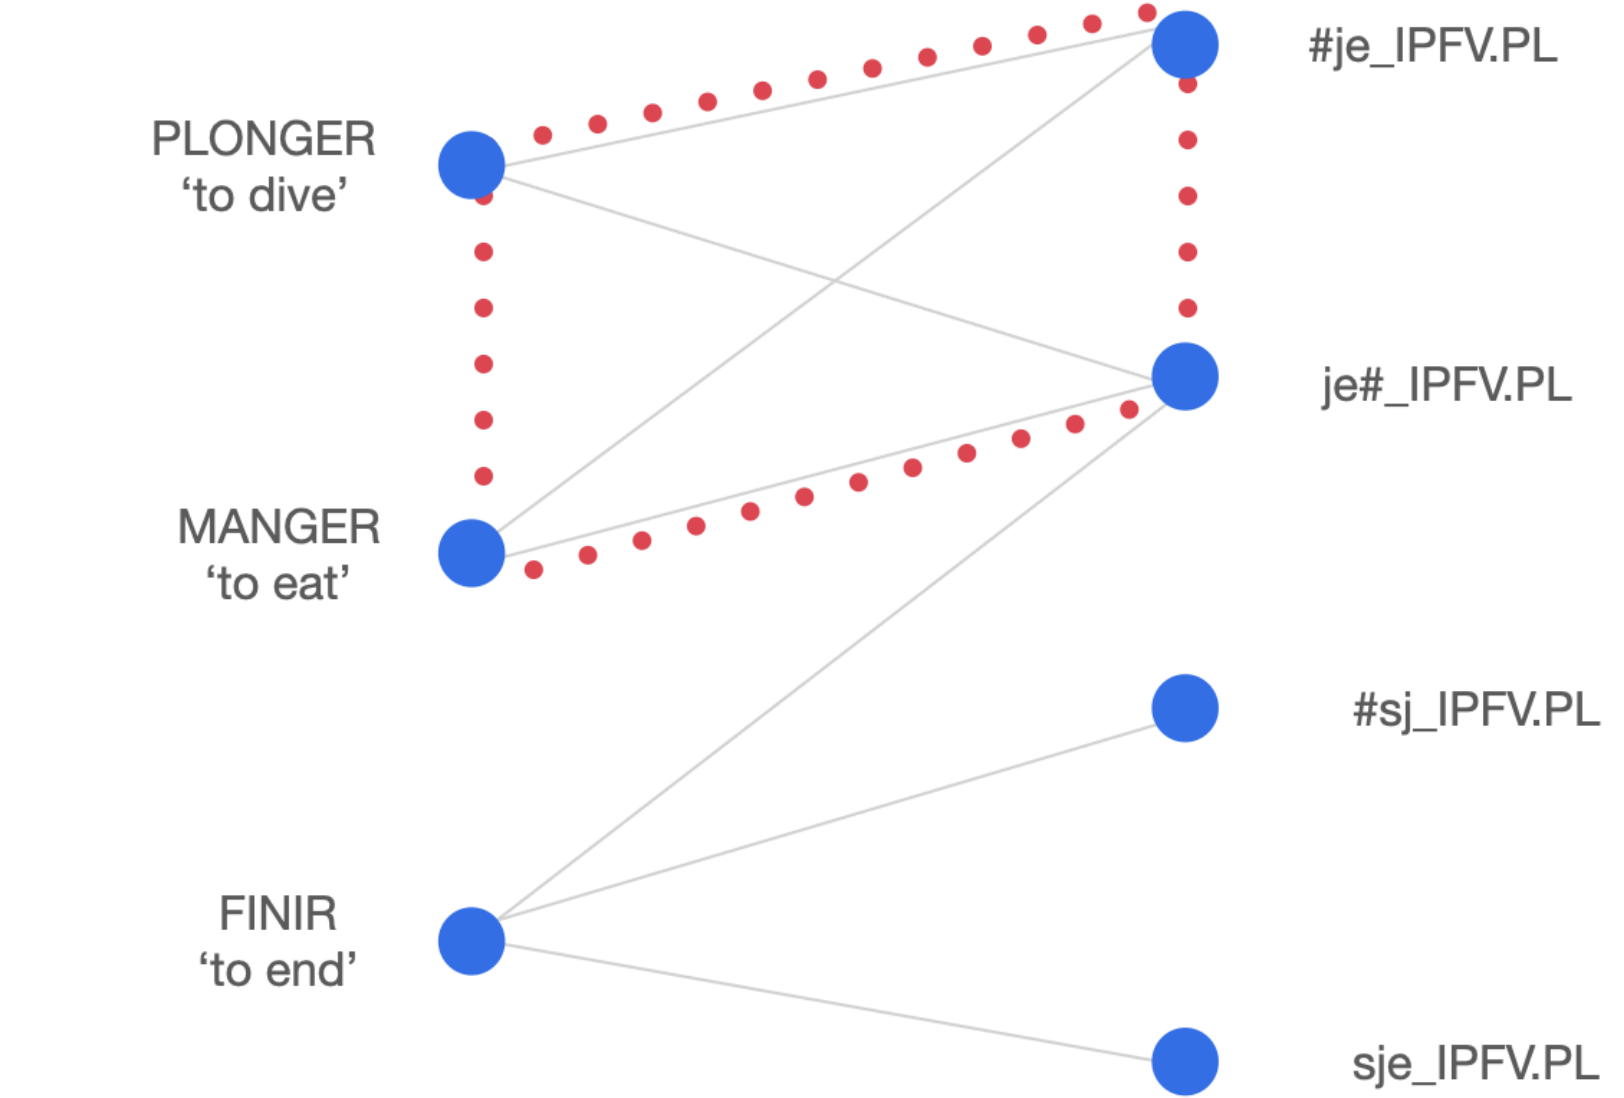 #je_IPFV.PL
PLONGER
‘to dive’
je#_IPFV.PL
MANGER
‘to eat’
#sj_IPFV.PL
FINIR
‘to end’
sje_IPFV.PL